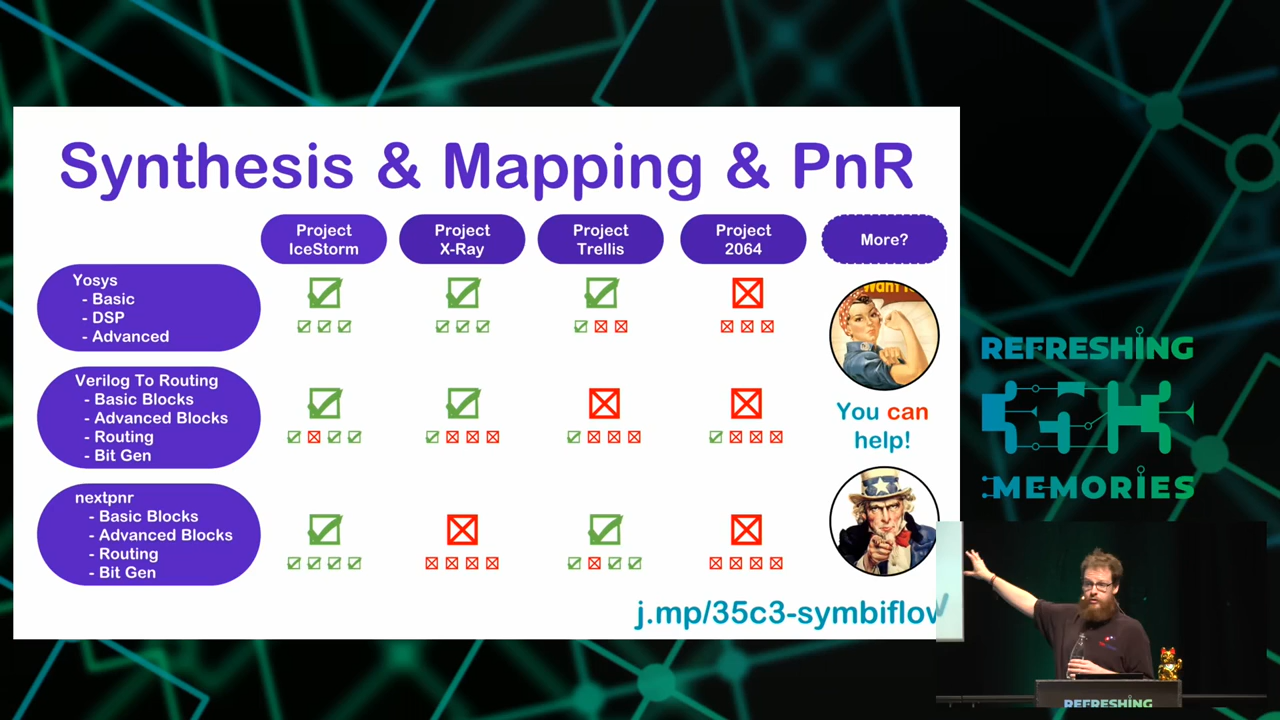 Synthesis & Mapping & PnR
Project
IceStorm
Project
X-Ray
Project
Trellis
Project
2064
More?
Yosys
- Basic
- DSP
- Advanced
Verilog To Routing
- Basic Blocks
- Advanced Blocks
- Routing
- Bit Gen
nextpnr
- Basic Blocks
- Advanced Blocks
- Routing
- Bit Gen
You can
help!
j.mp/35c3-symbiflow
REFRESHING
35C3
MEMORIES
REFRESHING